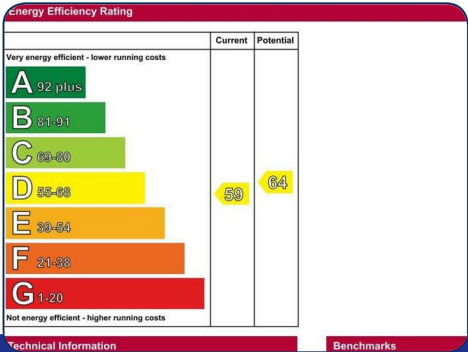 Energy Efficiency Rating
Current Potential
Very energy efficient - lower running costs
A 92 plus
B 81-91
C 69-80
D 55-68
59
64
E 39-54
F 21-38
G 1-20
Not energy efficient - higher running costs
Technical Information
Benchmarks